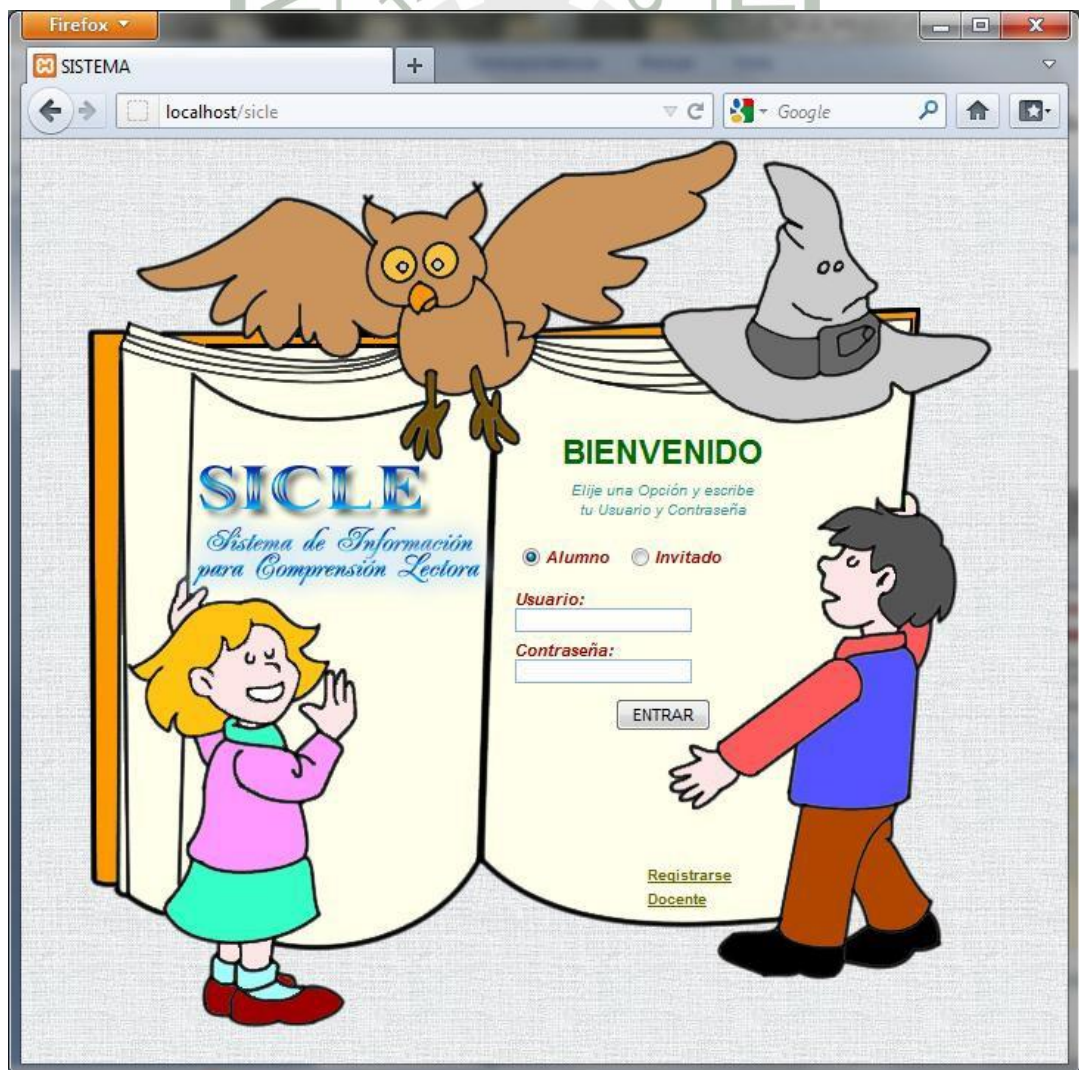 Firefox
SISTEMA
localhost/sicle
Google
SICLE
Sistema de Información
para Comprensión Lectora
BIENVENIDO
Elije una Opción y escribe
tu Usuario y Contraseña
Alumno Invitado
Usuario:
Contraseña:
ENTRAR
Registrarse
Docente